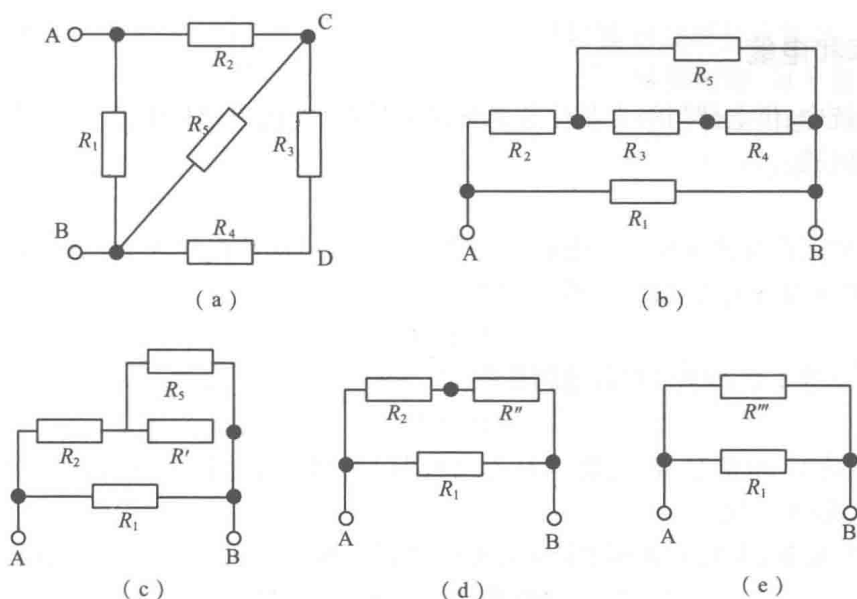 A
C
R₂
R₁
R₅
R₃
B
R₄
D
(a)
R₅
R₂
R₃
R₄
R₁
A
B
(b)
R₅
R₂
R′
R₁
A
B
(c)
R₂
R″
R₁
A
B
(d)
R‴
R₁
A
B
(e)